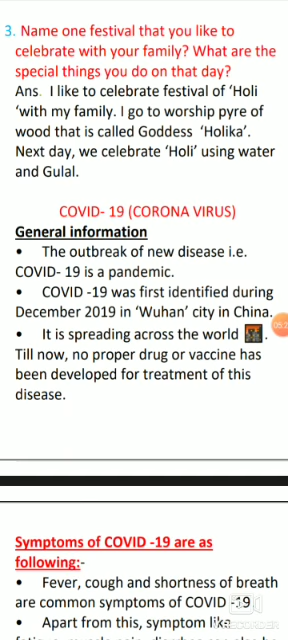 3. Name one festival that you like to
celebrate with your family? What are the
special things you do on that day?
Ans.  I like to celebrate festival of ‘Holi
‘with my family. I go to worship pyre of
wood that is called Goddess  ‘Holika’.
Next day, we celebrate ‘Holi’ using water
and Gulal.
COVID- 19 (CORONA VIRUS)
General information
•    The outbreak of new disease i.e.
COVID- 19 is a pandemic.
•    COVID -19 was first identified during
December 2019 in ‘Wuhan’ city in China.
•    It is spreading across the world .
Till now, no proper drug or vaccine has
been developed for treatment of this
disease.
Symptoms of COVID -19 are as
following:-
•    Fever, cough and shortness of breath
are common symptoms of COVID -19.
•    Apart from this, symptom like